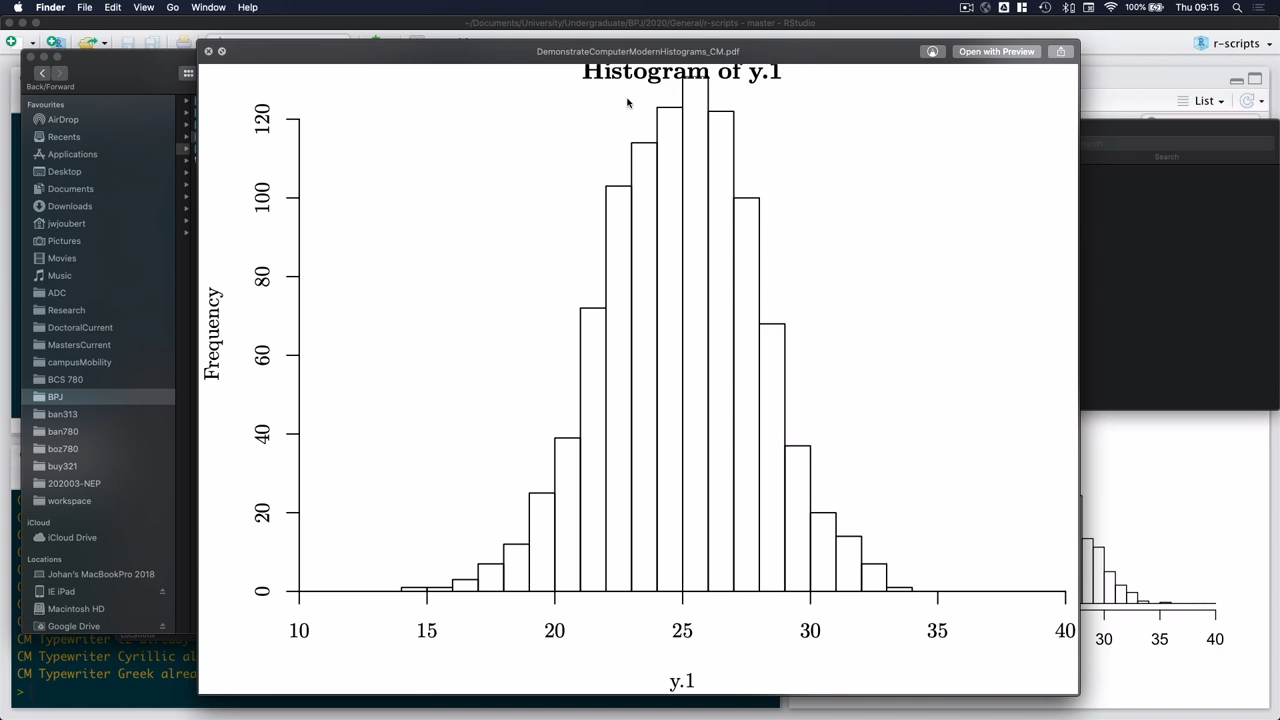 Finder File Edit View Go Window Help
100% Thu 09:15
~/Documents/University/Undergraduate/BPJ/2020/General/r-scripts - master - RStudio
r-scripts
DemonstrateComputerModernHistograms_CM.pdf
Open with Preview
Back/Forward
List
Search
Favourites
AirDrop
Recents
Applications
Desktop
Documents
Downloads
jwjoubert
Pictures
Movies
Music
ADC
Research
DoctoralCurrent
MastersCurrent
campusMobility
BCS 780
BPJ
ban313
ban780
boz780
buy321
202003-NEP
workspace
iCloud
iCloud Drive
Locations
Johan's MacBookPro 2018
IE iPad
Macintosh HD
Google Drive
CM Typewriter Cyrillic al
CM Typewriter Greek alrea
>
Histogram of y.1
Frequency
120
100
80
60
40
20
0
10 15 20 25 30 35 40
y.1
30 35 40